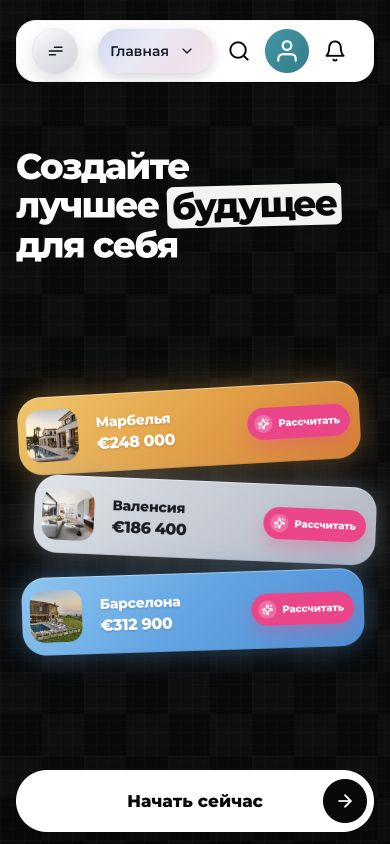 Главная
Создайте
лучшее будущее
для себя
Марбелья
€248 000
Рассчитать
Валенсия
€186 400
Рассчитать
Барселона
€312 900
Рассчитать
Начать сейчас